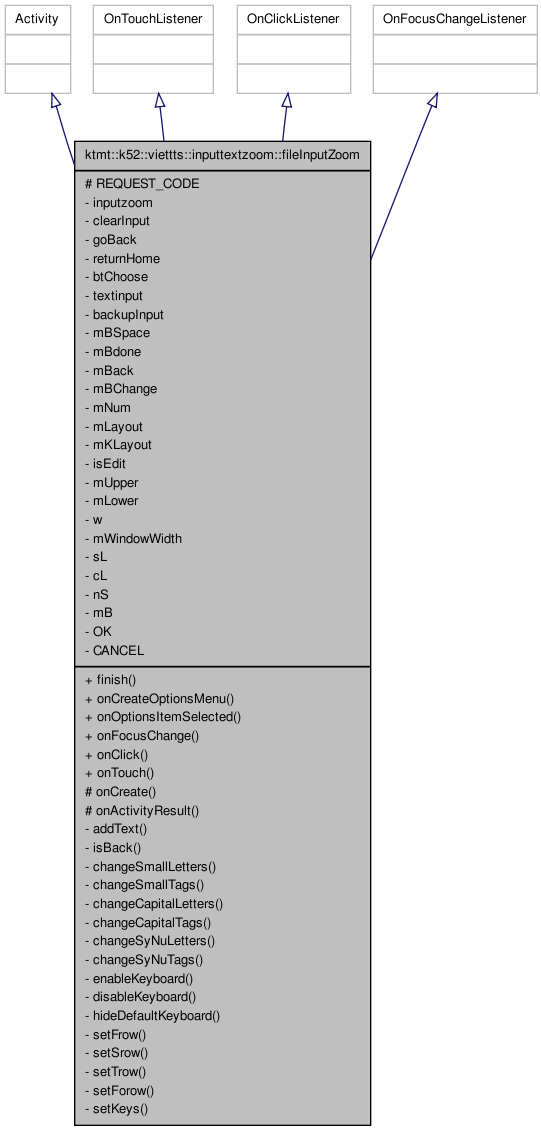 Activity
OnTouchListener
OnClickListener
OnFocusChangeListener
ktmt::k52::viettts::inputtextzoom::fileInputZoom
# REQUEST_CODE
- inputzoom
- clearInput
- goBack
- returnHome
- btChoose
- textinput
- backupInput
- mBSpace
- mBdone
- mBack
- mBChange
- mNum
- mLayout
- mKLayout
- isEdit
- mUpper
- mLower
- w
- mWindowWidth
- sL
- cL
- nS
- mB
- OK
- CANCEL
+ finish()
+ onCreateOptionsMenu()
+ onOptionsItemSelected()
+ onFocusChange()
+ onClick()
+ onTouch()
# onCreate()
# onActivityResult()
- addText()
- isBack()
- changeSmallLetters()
- changeSmallTags()
- changeCapitalLetters()
- changeCapitalTags()
- changeSyNuLetters()
- changeSyNuTags()
- enableKeyboard()
- disableKeyboard()
- hideDefaultKeyboard()
- setFrow()
- setSrow()
- setTrow()
- setForow()
- setKeys()